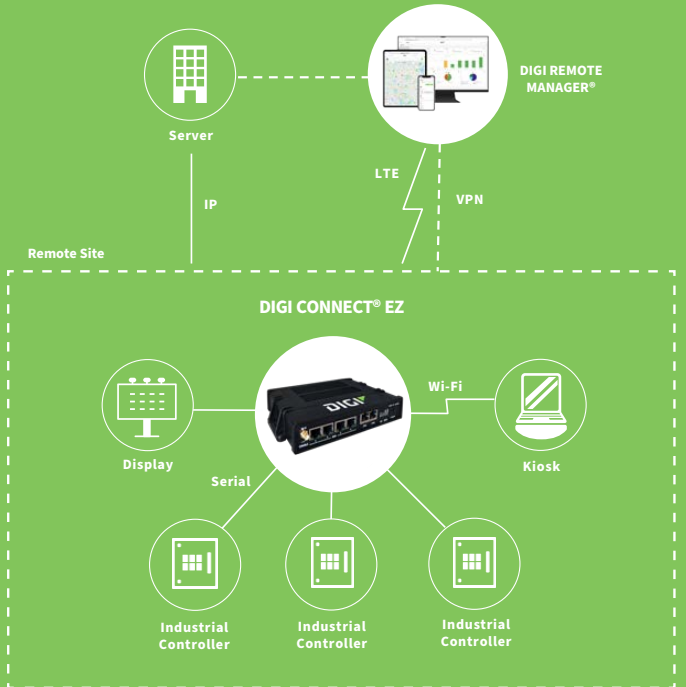 DIGI REMOTE
MANAGER®
Server
LTE
VPN
IP
Remote Site
DIGI CONNECT® EZ
DIGI
Wi-Fi
Display
Kiosk
Serial
Industrial
Controller
Industrial
Controller
Industrial
Controller